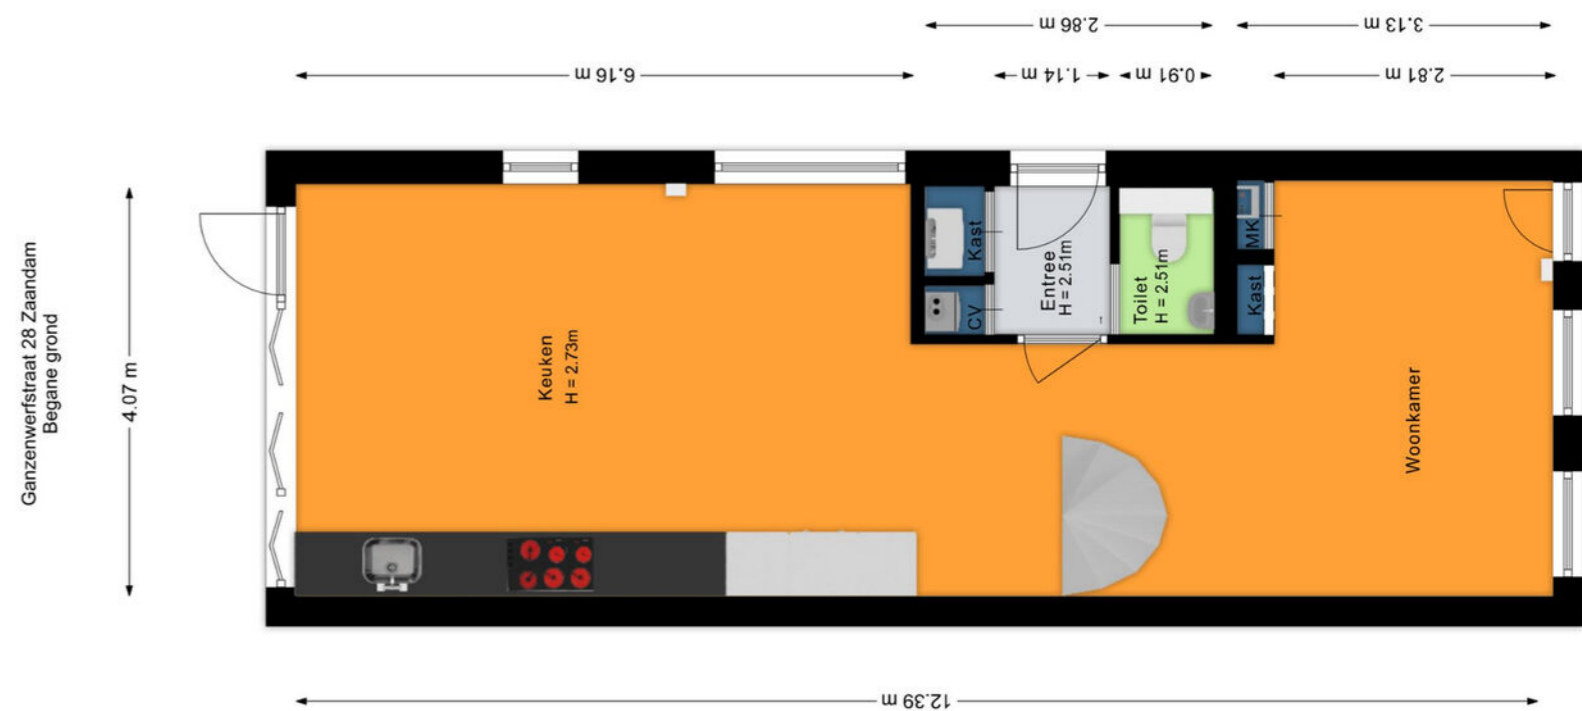 Ganzenwerfstraat 28 Zaandam
Begane grond
2.86 m
3.13 m
6.16 m
1.14 m
0.91 m
2.81 m
4.07 m
Keuken
H = 2.73m
Kast
CV
Entree
H = 2.51m
Toilet
H = 2.51m
MK
Kast
Woonkamer
12.39 m